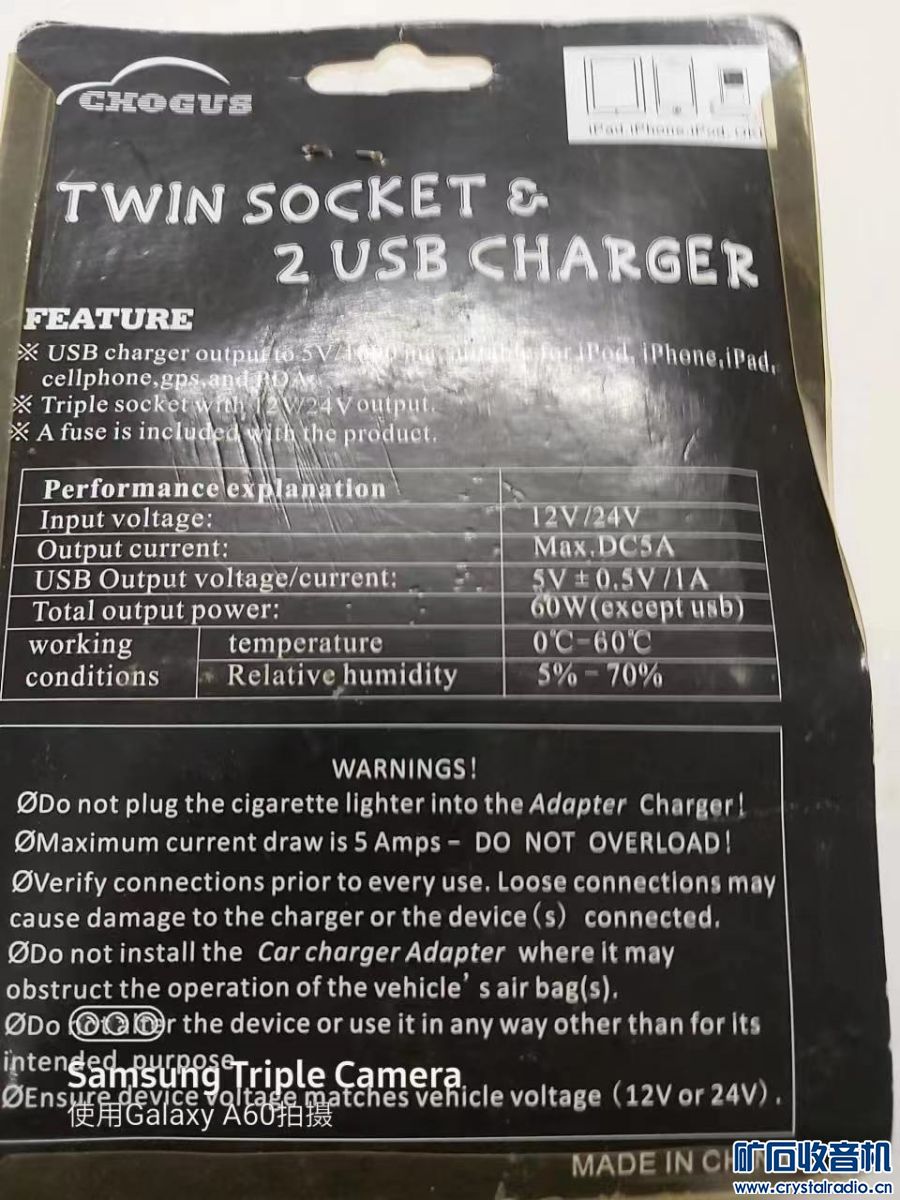 CHOGUS
iPad.iPhone.iPod.
TWIN SOCKET &
2 USB CHARGER
FEATURE
※ USB charger output to 5V/ for iPod, iPhone,iPad,
cellphone,gps,and PDA.
※ Triple socket with 12V/24V output.
※ A fuse is included with the product.
Performance explanation
Input voltage: 12V/24V
Output current: Max.DC5A
USB Output voltage/current: 5V±0.5V/1A
Total output power: 60W(except usb)
working conditions
temperature 0℃-60℃
Relative humidity 5% - 70%
WARNINGS!
ØDo not plug the cigarette lighter into the Adapter Charger!
ØMaximum current draw is 5 Amps- DO NOT OVERLOAD!
ØVerify connections prior to every use. Loose connections may
cause damage to the charger or the device(s) connected.
ØDo not install the Car charger Adapter where it may
obstruct the operation of the vehicle's air bag(s).
ØDo not alter the device or use it in any way other than for its
intended purpose
Samsung Triple Camera
ØEnsure device voltage matches vehicle voltage (12V or 24V).
使用Galaxy A60拍摄
MADE IN
矿石收音机
www.crystalradio.cn